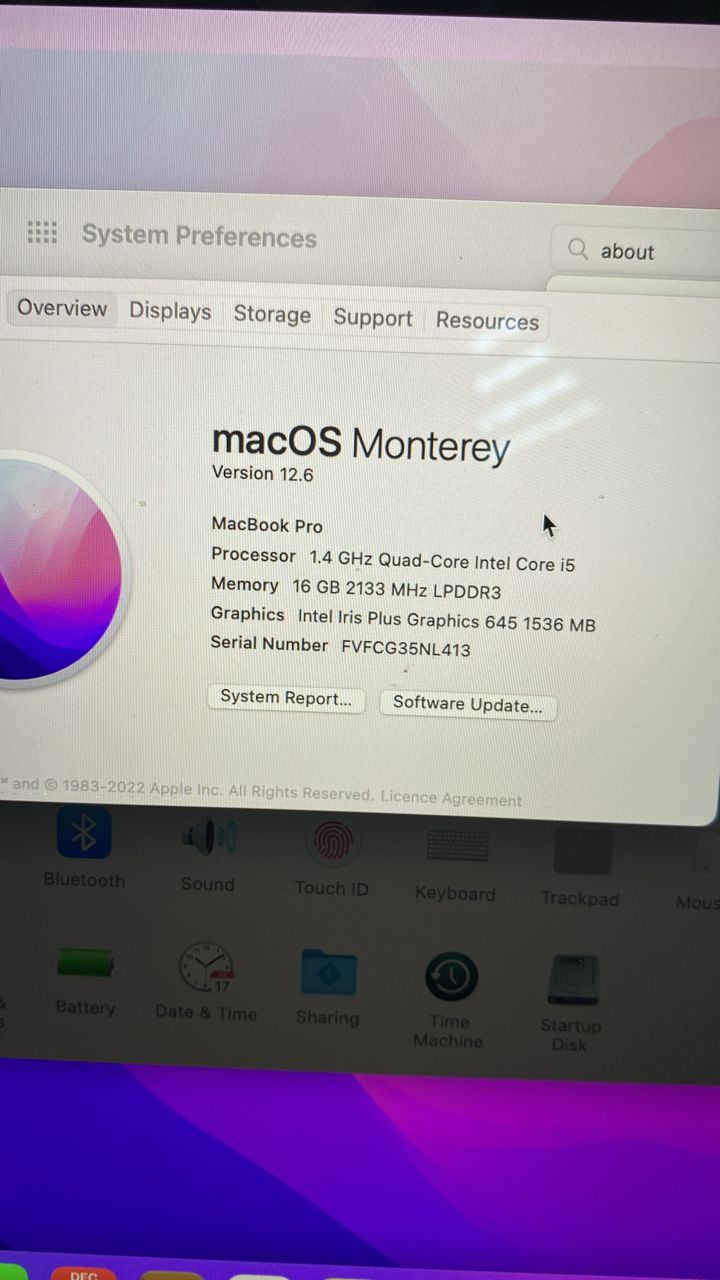 System Preferences
about
Overview Displays Storage Support Resources
macOS Monterey
Version 12.6
MacBook Pro
Processor 1.4 GHz Quad-Core Intel Core i5
Memory 16 GB 2133 MHz LPDDR3
Graphics Intel Iris Plus Graphics 645 1536 MB
Serial Number FVFCG35NL413
System Report... Software Update...
™ and © 1983-2022 Apple Inc. All Rights Reserved. Licence Agreement
Bluetooth Sound Touch ID Keyboard Trackpad Mous
17
& Battery Date & Time Sharing Time Machine Startup Disk
s
DEC